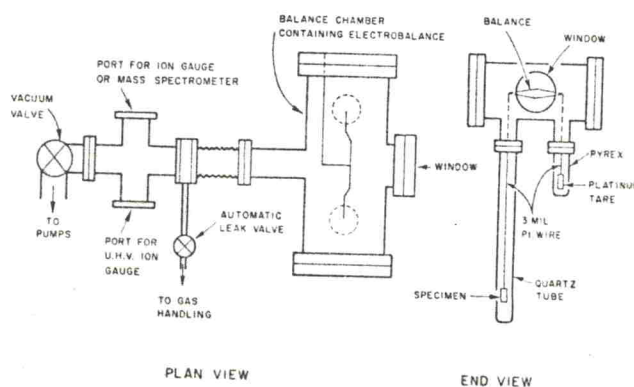 BALANCE CHAMBER
CONTAINING ELECTROBALANCE
PORT FOR ION GAUGE
OR MASS SPECTROMETER
VACUUM
VALVE
TO
PUMPS
PORT FOR
U.H.V. ION
GAUGE
AUTOMATIC
LEAK VALVE
TO GAS
HANDLING
WINDOW
PLAN VIEW
BALANCE
WINDOW
PYREX
PLATINUM
TARE
3 MIL
Pt WIRE
SPECIMEN
QUARTZ
TUBE
END VIEW